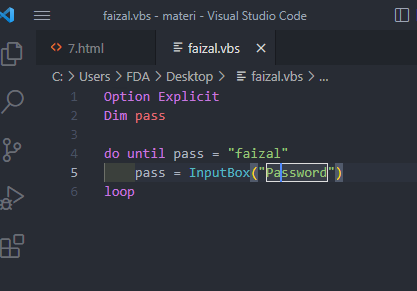 faizal.vbs - materi - Visual Studio Code
<> 7.html
faizal.vbs ×
C: > Users > FDA > Desktop > faizal.vbs > ...
1 Option Explicit
2 Dim pass
3
4 do until pass = "faizal"
5 pass = InputBox("Password")
6 loop